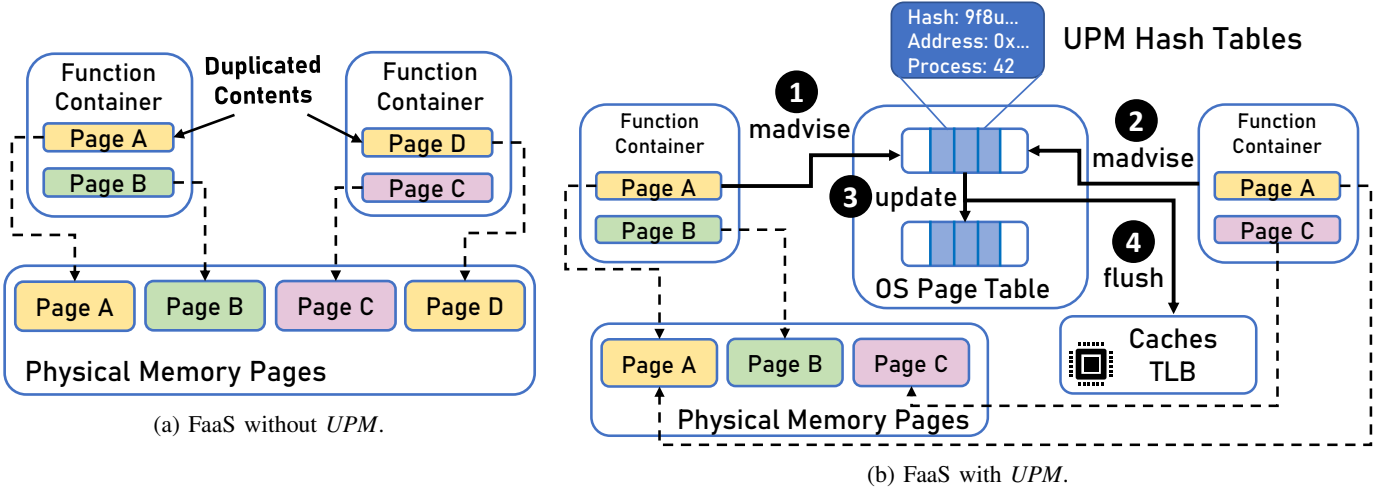 Function
Container
Duplicated
Contents
Function
Container
Page A
Page B
Page D
Page C
Page A
Page B
Page C
Page D
Physical Memory Pages
(a) FaaS without UPM.
Hash: 9f8u...
Address: 0x...
Process: 42
UPM Hash Tables
1
madvise
2
madvise
Function
Container
Page A
Page B
Function
Container
Page A
Page C
3 update
OS Page Table
4
flush
Caches
TLB
Page A
Page B
Page C
Physical Memory Pages
(b) FaaS with UPM.